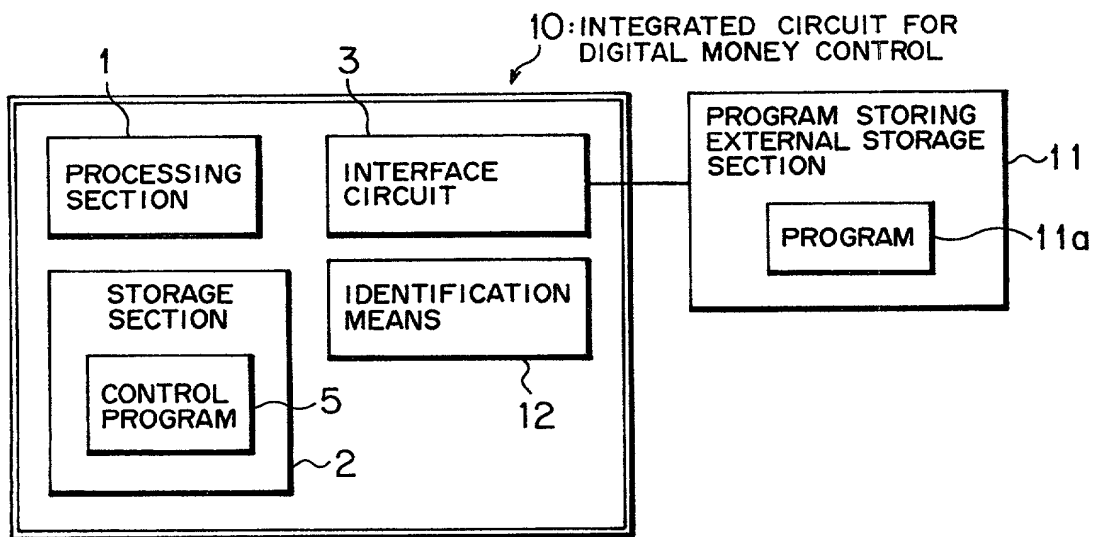 10: INTEGRATED CIRCUIT FOR
DIGITAL MONEY CONTROL
1
3
PROCESSING
SECTION
INTERFACE
CIRCUIT
PROGRAM STORING
EXTERNAL STORAGE
SECTION
11
PROGRAM
11a
STORAGE
SECTION
IDENTIFICATION
MEANS
CONTROL
PROGRAM
5
12
2